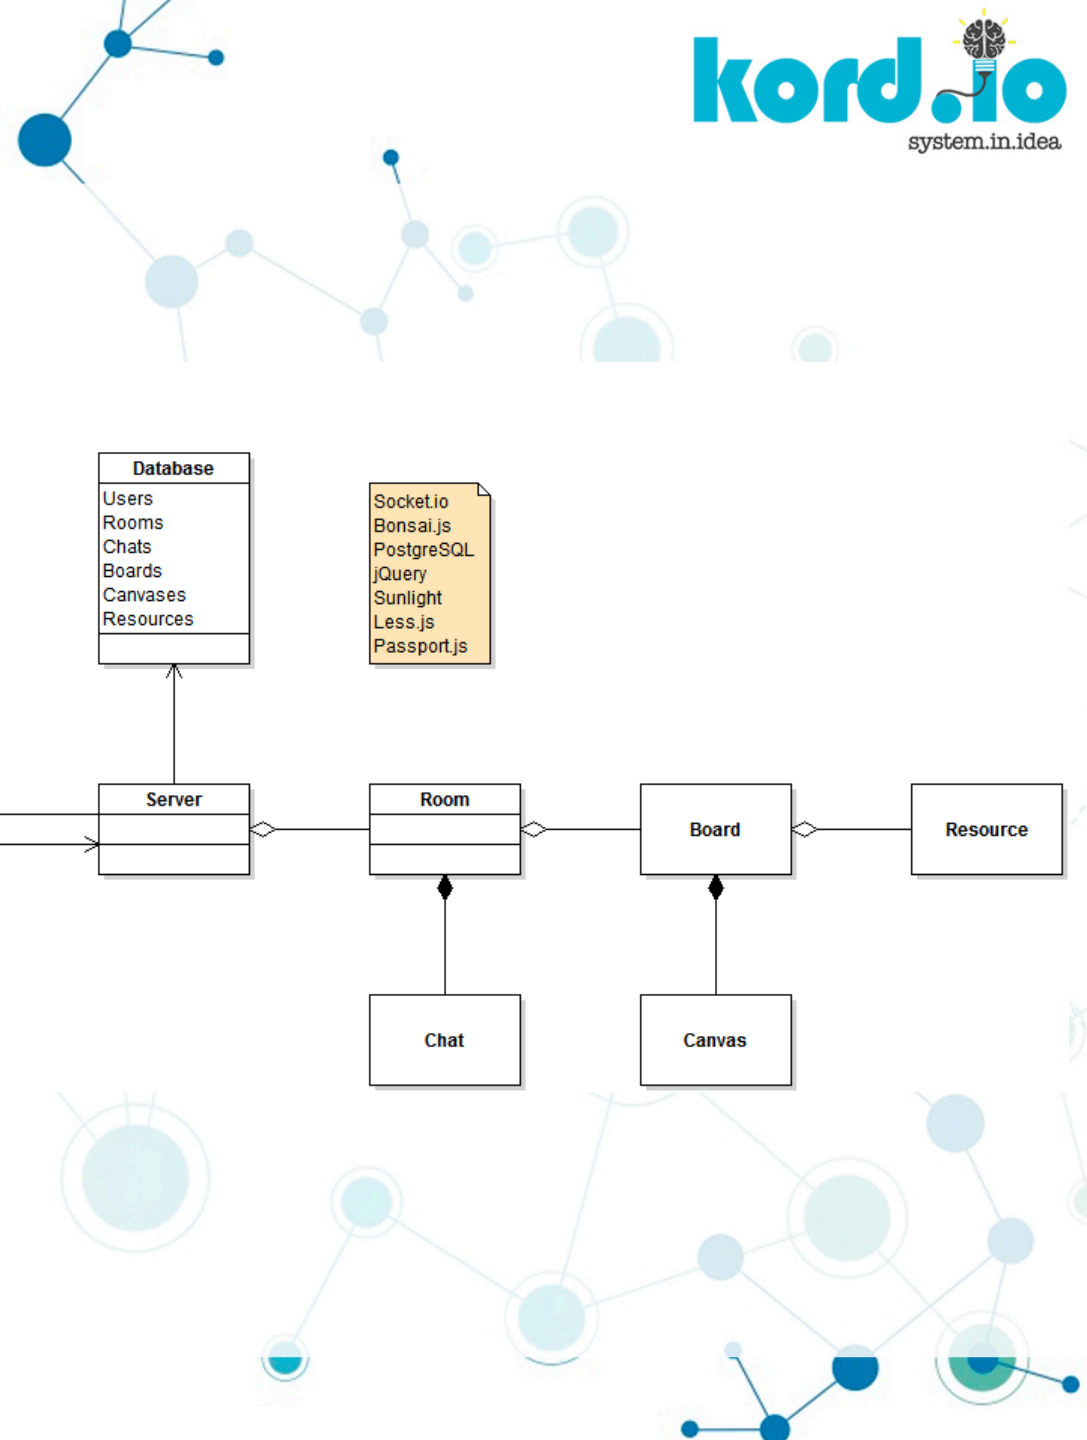 kord.io
system.in.idea
Database
Users
Rooms
Chats
Boards
Canvases
Resources
Socket.io
Bonsai.js
PostgreSQL
jQuery
Sunlight
Less.js
Passport.js
Server
Room
Board
Resource
Chat
Canvas